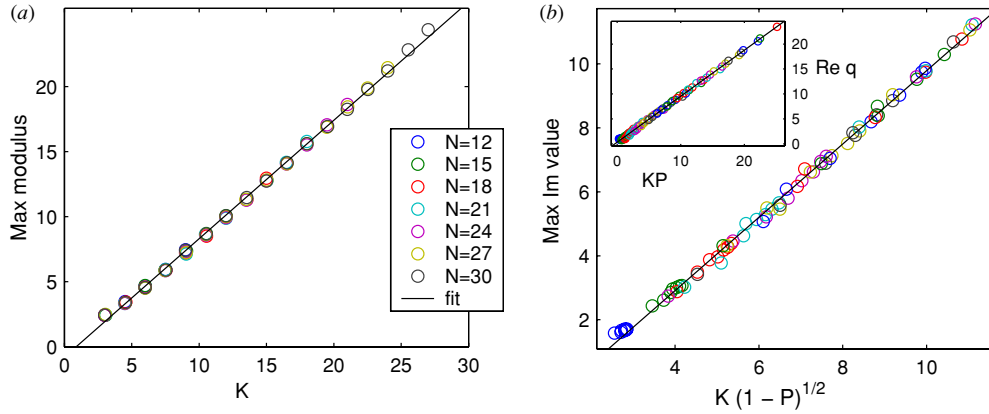 (a)
Max modulus
20
15
10
5
0
0 5 10 15 20 25 30
K
N=12
N=15
N=18
N=21
N=24
N=27
N=30
fit
(b)
Max Im value
10
8
6
4
2
4 6 8 10
K (1 − P)^{1/2}
20
15
10
5
0
Re q
0 10 20
KP